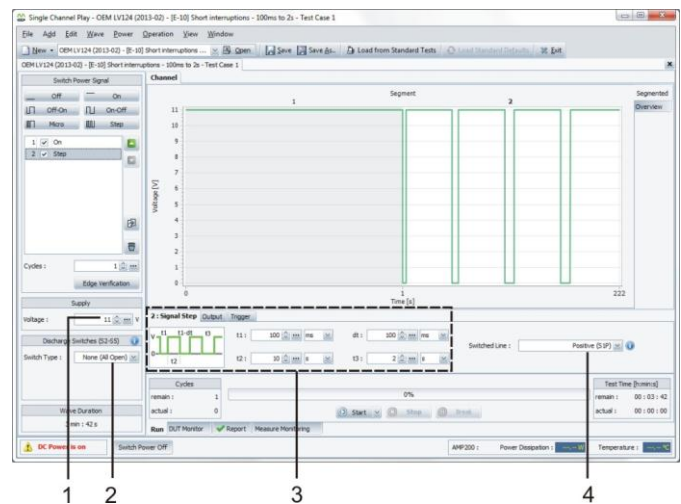 Single Channel Play - OEM LV124 (2013-02) - [E-10] Short interruptions - 100ms to 2s - Test Case 1
File Add Edit Wave Power Operation View Window
New OEM LV124 (2013-02) - [E-10] Short interruptions ... Open Save Save As.. Load from Standard Tests Load Standard Defaults Exit
OEM LV124 (2013-02) - [E-10] Short interruptions - 100ms to 2s - Test Case 1
Switch Power Signal
Off On
Off-On On-Off
Micro Step
1 On
2 Step
Cycles : 1
Edge Verification
Supply
Voltage : 11 V
Discharge Switches (S2-S5)
Switch Type : None (All Open)
Wave Duration
3 min : 42 s
Channel
Segment
1 2
Segmented
Overview
11
10
9
8
7
6
5
4
3
2
1
0
Voltage [V]
0 1 222
Time [s]
2 : Signal Step Output Trigger
V t1 t1+dt t3
0
t2
t1 : 100 ms dt : 100 ms
t2 : 10 s t3 : 2 s
Switched Line : Positive (S1P)
Cycles
remain : 1
actual : 0
0%
Start Stop Break
Test Time [h:min:s]
remain : 00 : 03 : 42
actual : 00 : 00 : 00
Run DUT Monitor Report Measure Monitoring
DC Power is on Switch Power Off AMP200 : Power Dissipation : Temperature :
1 2 3 4